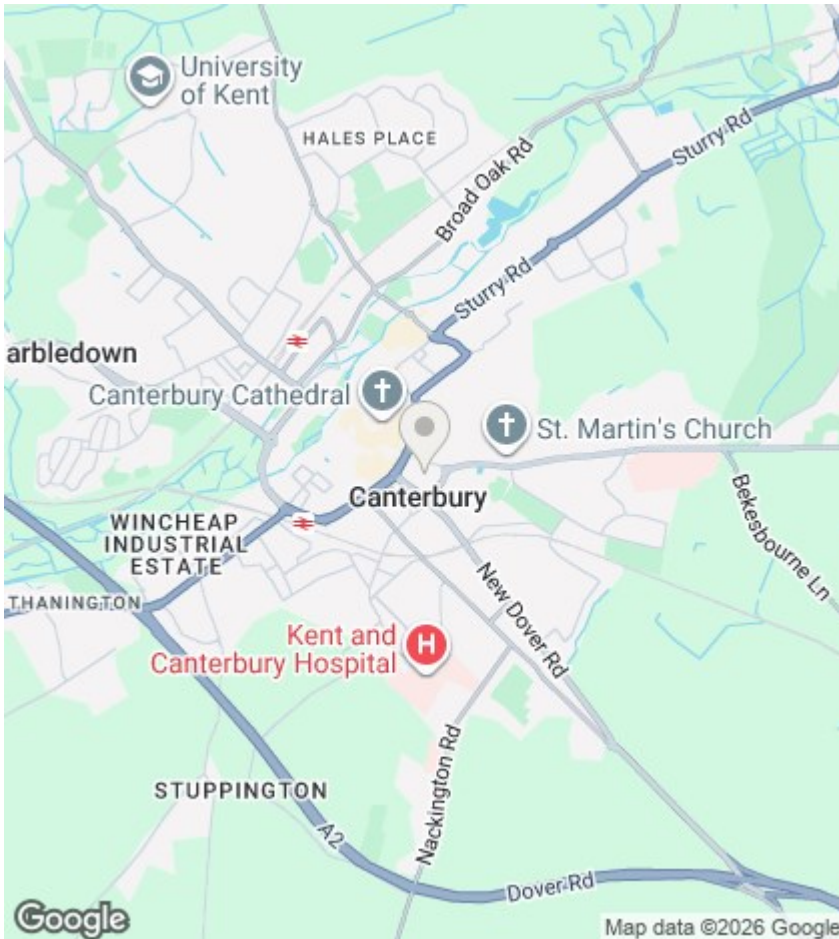 University
of Kent
HALES PLACE
Broad Oak Rd
Sturry Rd
Sturry Rd
arbledown
Canterbury Cathedral
St. Martin's Church
Canterbury
WINCHEAP
INDUSTRIAL
ESTATE
Bekesbourne Ln
THANINGTON
New Dover Rd
Kent and
Canterbury Hospital
H
Nackington Rd
STUPPINGTON
A2
Dover Rd
Google
Map data ©2026 Google